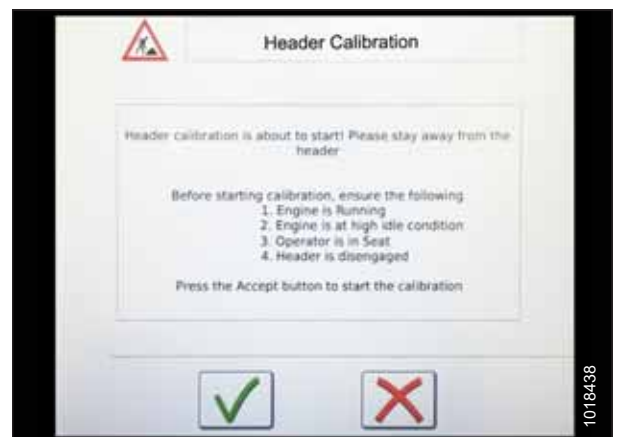 Header Calibration
Header calibration is about to start! Please stay away from the
header
Before starting calibration, ensure the following
1. Engine is Running
2. Engine is at high idle condition
3. Operator is in Seat
4. Header is disengaged
Press the Accept button to start the calibration
1018438